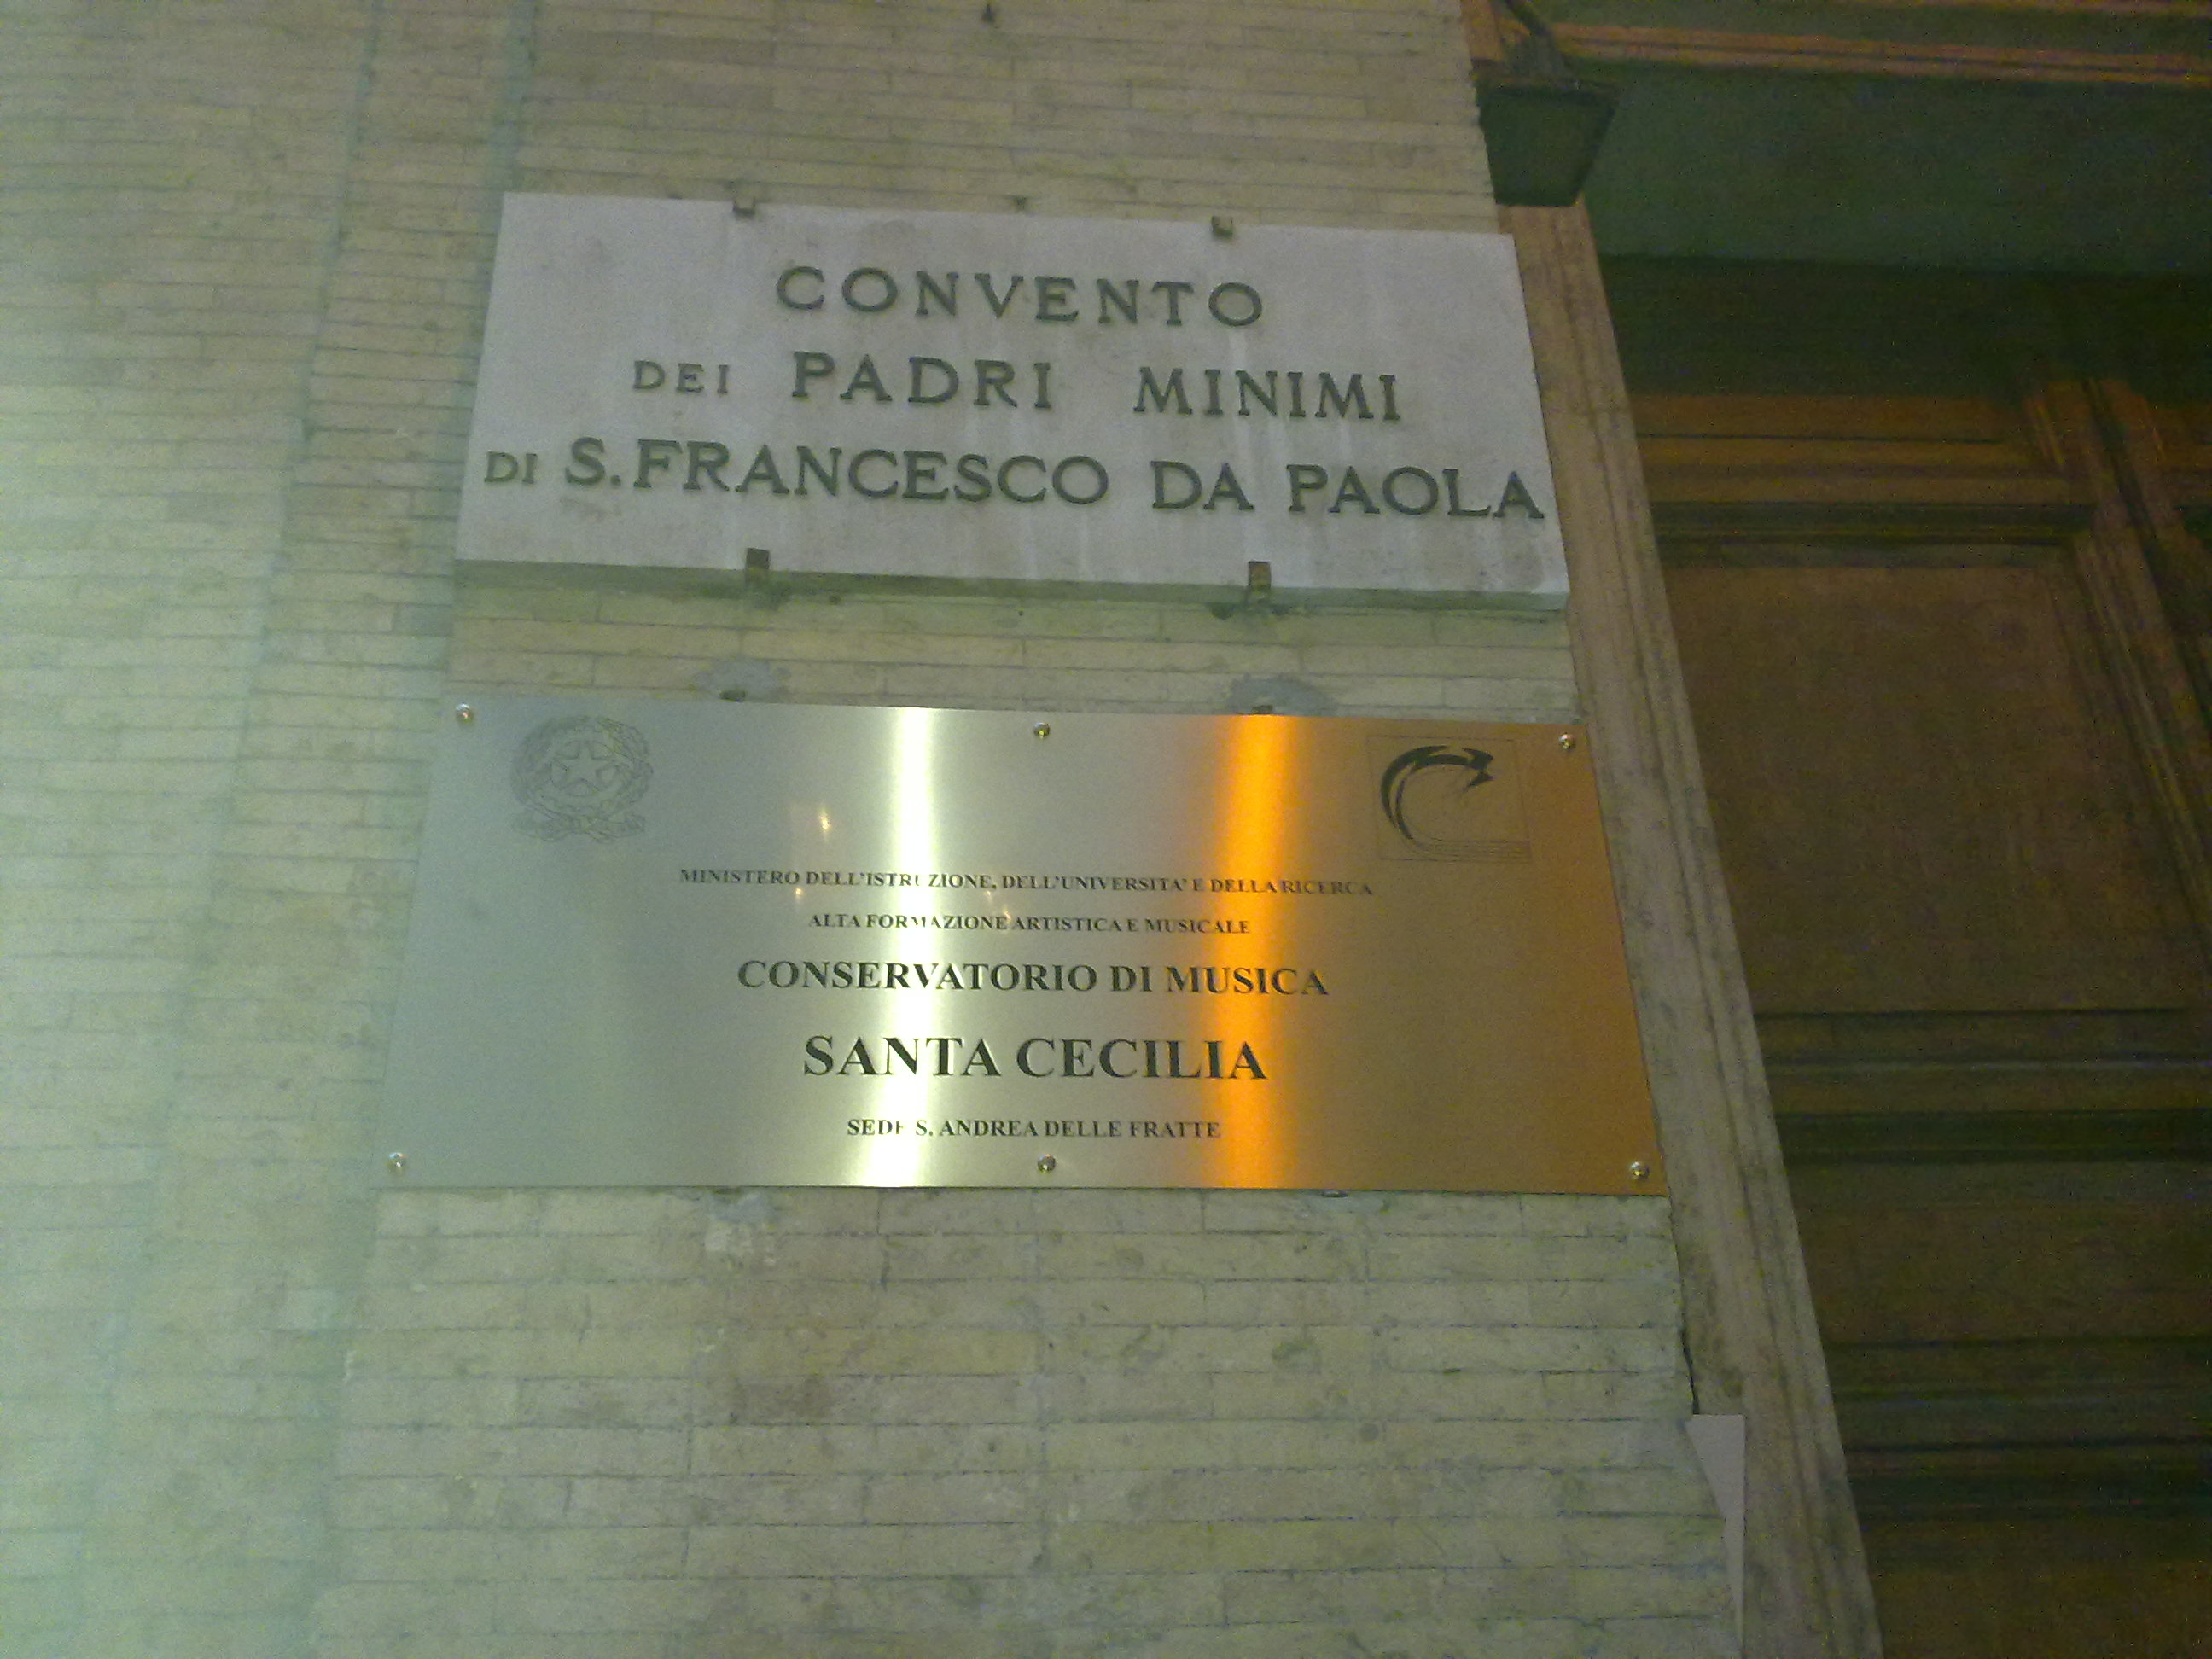 CONVENTO
DEI PADRI MINIMI
DI S. FRANCESCO DA PAOLA
MINISTERO DELL'ISTRUZIONE, DELL'UNIVERSITA' E DELLA RICERCA
ALTA FORMAZIONE ARTISTICA E MUSICALE
CONSERVATORIO DI MUSICA
SANTA CECILIA
SEDE S. ANDREA DELLE FRATTE